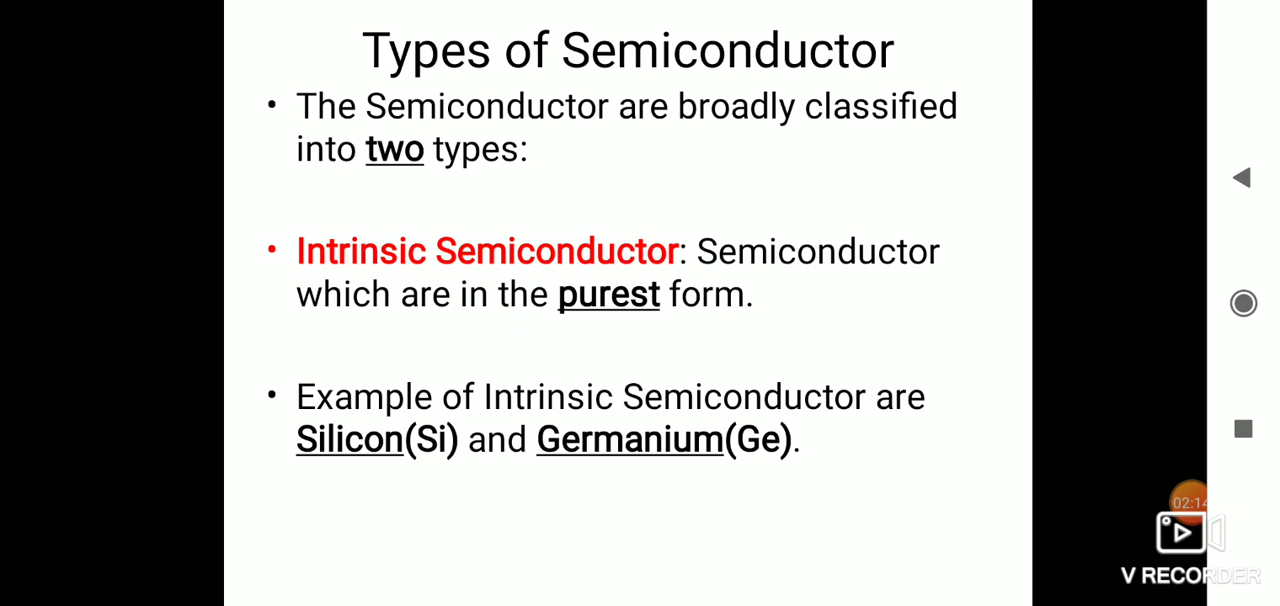 Types of Semiconductor
• The Semiconductor are broadly classified
into two types:
• Intrinsic Semiconductor: Semiconductor
which are in the purest form.
• Example of Intrinsic Semiconductor are
Silicon(Si) and Germanium(Ge).
02:14
V RECORDER